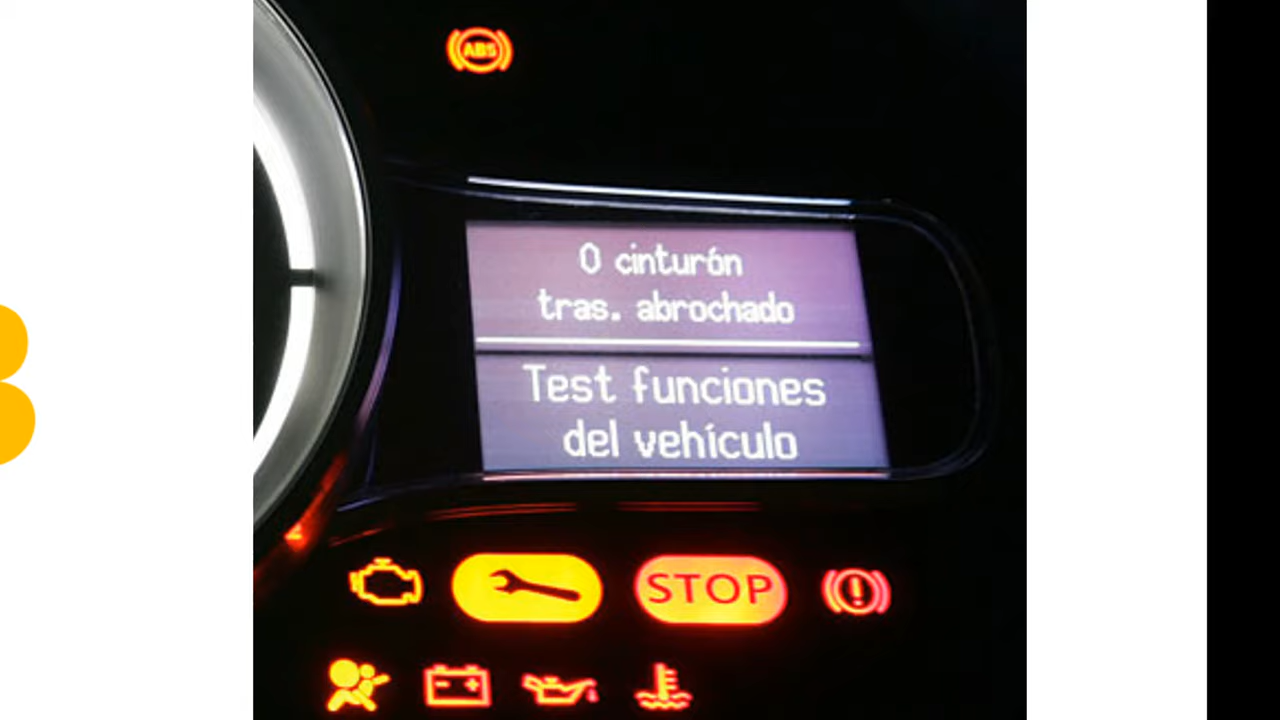 ABS
0 cinturón
tras. abrochado
Test funciones
del vehículo
STOP